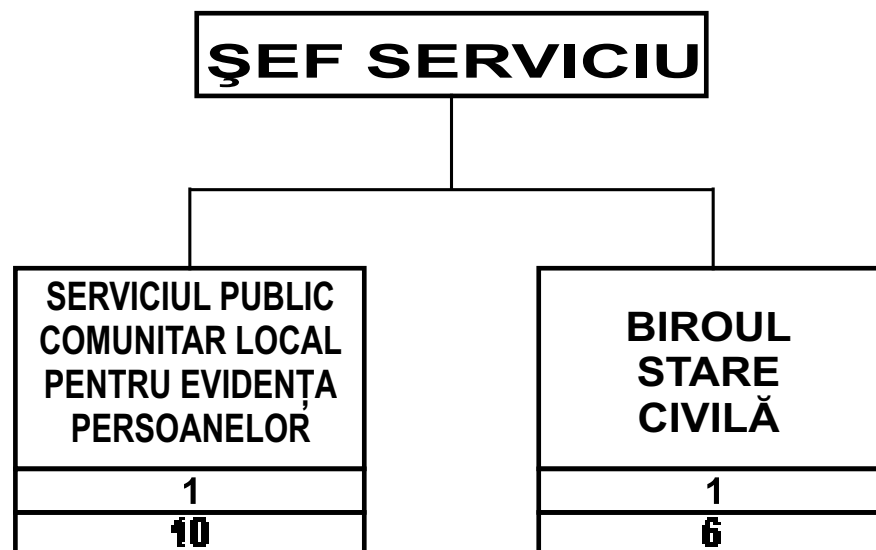 ŞEF SERVICIU
SERVICIUL PUBLIC
COMUNITAR LOCAL
PENTRU EVIDENȚA
PERSOANELOR
1
10
BIROUL
STARE
CIVILĂ
1
6